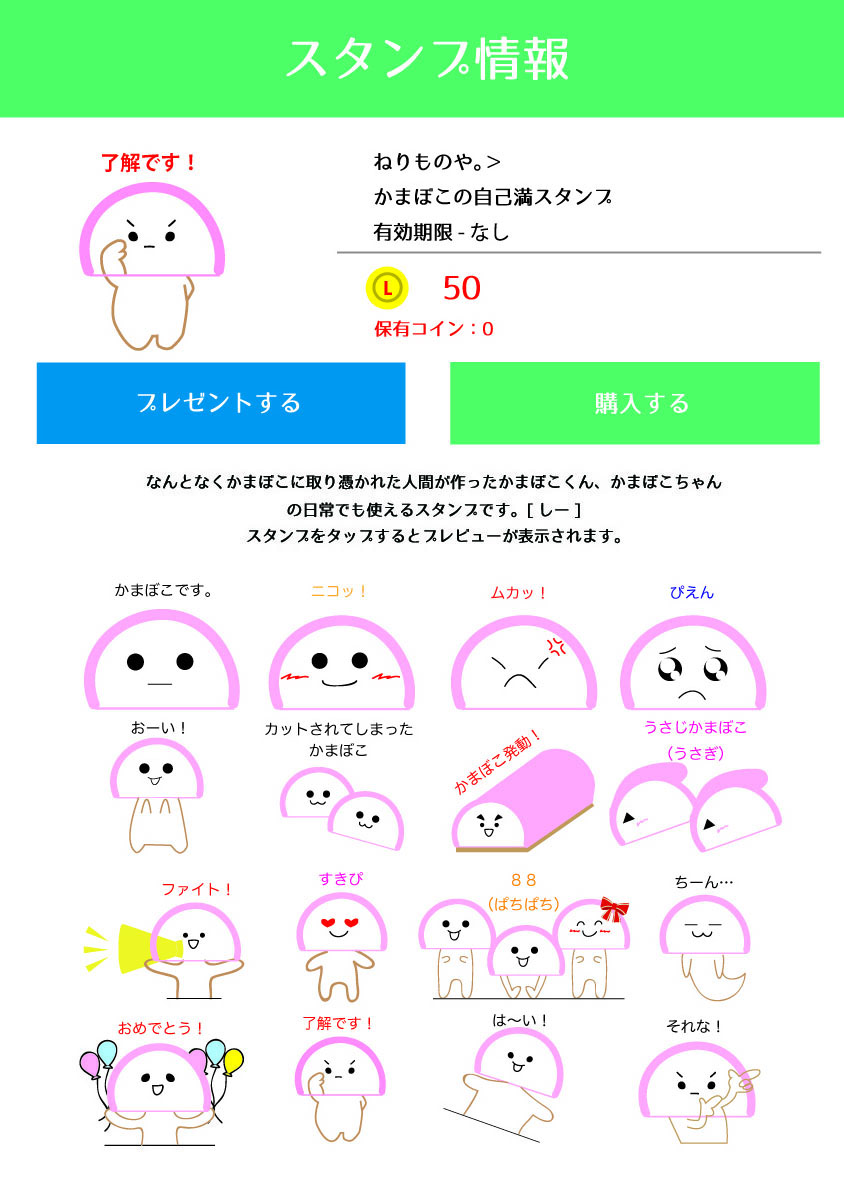 スタンプ情報
了解です！
ねりものや。>
かまぼこの自己満スタンプ
有効期限 - なし
L 50
保有コイン：0
プレゼントする
購入する
なんとなくかまぼこに取り憑かれた人間が作ったかまぼこくん、かまぼこちゃん
の日常でも使えるスタンプです。[ しー ]
スタンプをタップするとプレビューが表示されます。
かまぼこです。
ニコッ！
ムカッ！
ぴえん
おーい！
カットされてしまった
かまぼこ
かまぼこ発動！
うさじかまぼこ
（うさぎ）
ファイト！
すきぴ
８８
（ぱちぱち）
ちーん…
おめでとう！
了解です！
は〜い！
それな！